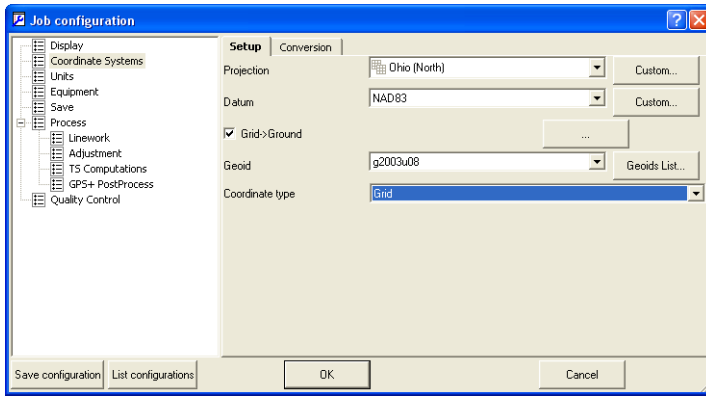 Job configuration
Display
Coordinate Systems
Units
Equipment
Save
Process
Linework
Adjustment
TS Computations
GPS+ PostProcess
Quality Control
Setup Conversion
Projection Ohio (North) Custom...
Datum NAD83 Custom...
Grid->Ground ...
Geoid g2003u08 Geoids List...
Coordinate type Grid
Save configuration List configurations OK Cancel